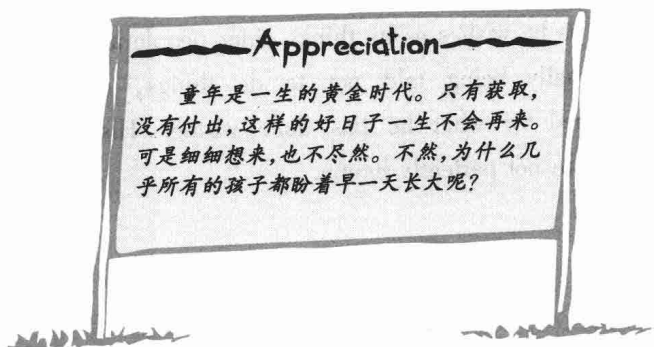 Appreciation
童年是一生的黄金时代。只有获取，
没有付出，这样的好日子一生不会再来。
可是细细想来，也不尽然。不然，为什么几
乎所有的孩子都盼着早一天长大呢？